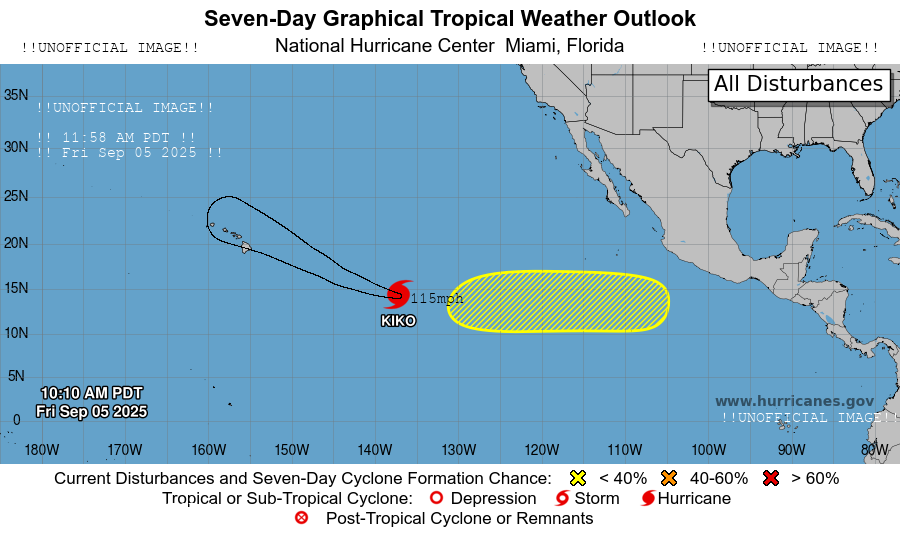 Seven-Day Graphical Tropical Weather Outlook
!!UNOFFICIAL IMAGE!! National Hurricane Center Miami, Florida !!UNOFFICIAL IMAGE!!
All Disturbances
35N
!!UNOFFICIAL IMAGE!!
!! 11:58 AM PDT !!
30N
!! Fri Sep 05 2025 !!
25N
20N
15N
115mph
KIKO
10N
5N
10:10 AM PDT
Fri Sep 05 2025
www.hurricanes.gov
0
!!UNOFFICIAL IMAGE!!
180W 170W 160W 150W 140W 130W 120W 110W 100W 90W 80W
Current Disturbances and Seven-Day Cyclone Formation Chance: < 40% 40-60% > 60%
Tropical or Sub-Tropical Cyclone: Depression Storm Hurricane
Post-Tropical Cyclone or Remnants